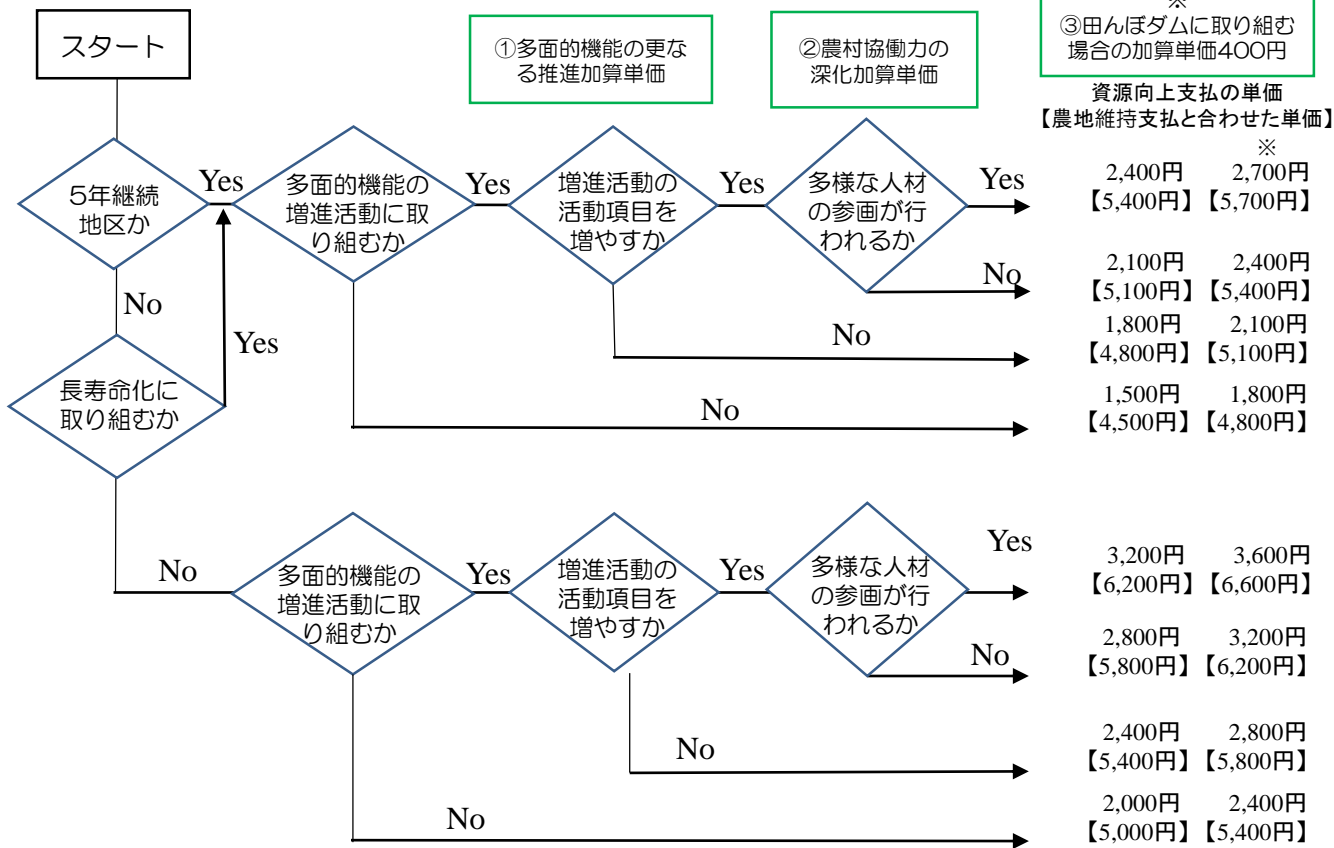 スタート
①多面的機能の更な
る推進加算単価
②農村協働力の
深化加算単価
※
③田んぼダムに取り組む
場合の加算単価400円
資源向上支払の単価
【農地維持支払と合わせた単価】
※
5年継続
地区か
Yes
多面的機能の
増進活動に取
り組むか
Yes
増進活動の
活動項目を
増やすか
Yes
多様な人材
の参画が行
われるか
Yes
2,400円 2,700円
【5,400円】【5,700円】
No
2,100円 2,400円
【5,100円】【5,400円】
No
1,800円 2,100円
【4,800円】【5,100円】
No
1,500円 1,800円
【4,500円】【4,800円】
No
Yes
長寿命化に
取り組むか
No
多面的機能の
増進活動に取
り組むか
Yes
増進活動の
活動項目を
増やすか
Yes
多様な人材
の参画が行
われるか
Yes
3,200円 3,600円
【6,200円】【6,600円】
No
2,800円 3,200円
【5,800円】【6,200円】
No
2,400円 2,800円
【5,400円】【5,800円】
No
2,000円 2,400円
【5,000円】【5,400円】